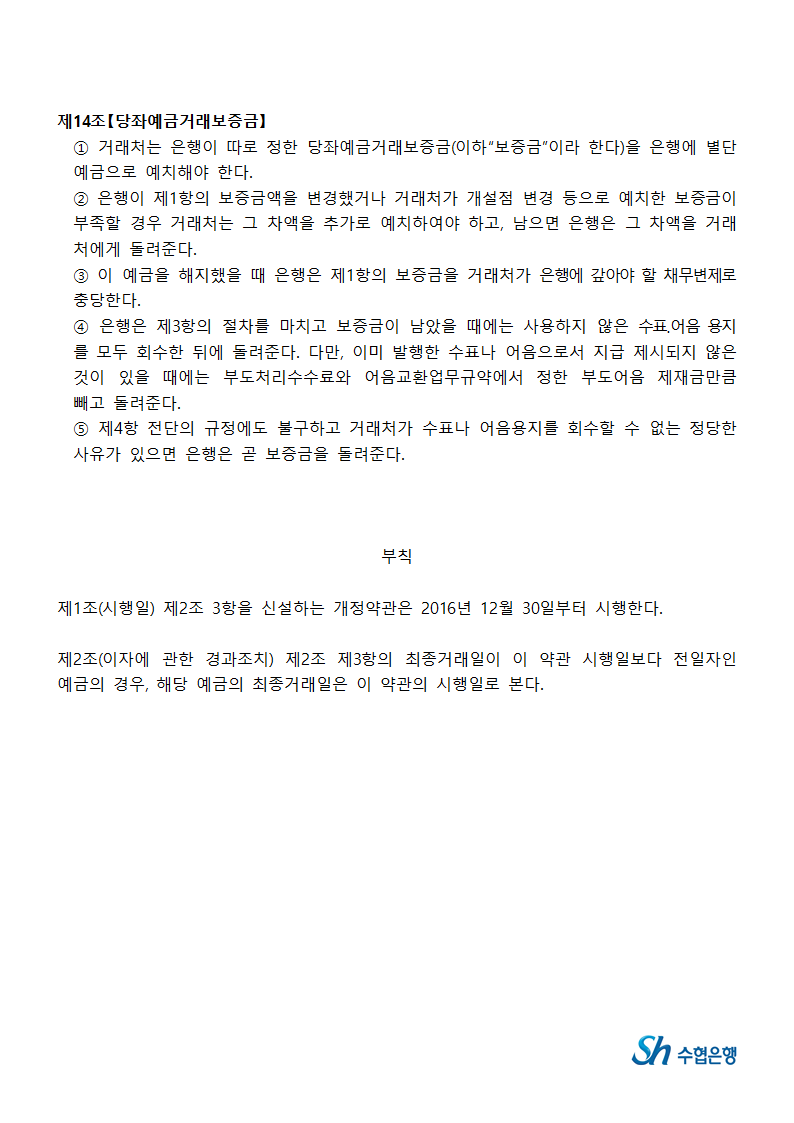 제14조【당좌예금거래보증금】
① 거래처는 은행이 따로 정한 당좌예금거래보증금(이하“보증금”이라 한다)을 은행에 별단
예금으로 예치해야 한다.
② 은행이 제1항의 보증금액을 변경했거나 거래처가 개설점 변경 등으로 예치한 보증금이
부족할 경우 거래처는 그 차액을 추가로 예치하여야 하고, 남으면 은행은 그 차액을 거래
처에게 돌려준다.
③ 이 예금을 해지했을 때 은행은 제1항의 보증금을 거래처가 은행에 갚아야 할 채무변제로
충당한다.
④ 은행은 제3항의 절차를 마치고 보증금이 남았을 때에는 사용하지 않은 수표.어음 용지
를 모두 회수한 뒤에 돌려준다. 다만, 이미 발행한 수표나 어음으로서 지급 제시되지 않은
것이 있을 때에는 부도처리수수료와 어음교환업무규약에서 정한 부도어음 제재금만큼
빼고 돌려준다.
⑤ 제4항 전단의 규정에도 불구하고 거래처가 수표나 어음용지를 회수할 수 없는 정당한
사유가 있으면 은행은 곧 보증금을 돌려준다.
부칙
제1조(시행일) 제2조 3항을 신설하는 개정약관은 2016년 12월 30일부터 시행한다.
제2조(이자에 관한 경과조치) 제2조 제3항의 최종거래일이 이 약관 시행일보다 전일자인
예금의 경우, 해당 예금의 최종거래일은 이 약관의 시행일로 본다.
Sh 수협은행